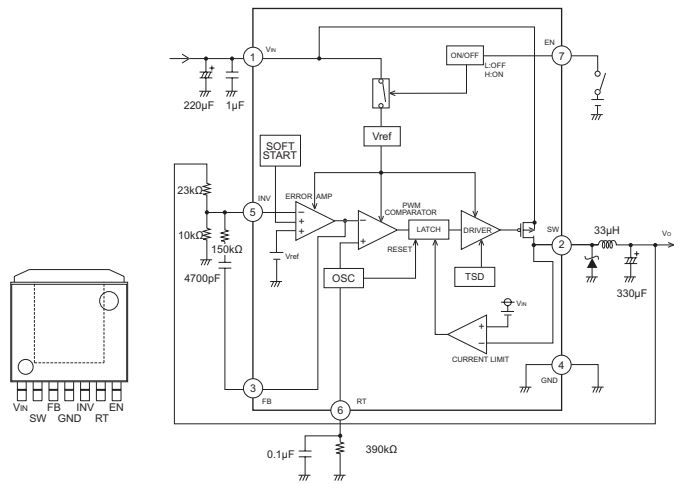 VIN
1
EN
7
ON/OFF
L:OFF
H:ON
220µF
1µF
Vref
SOFT
START
23kΩ
ERROR AMP
INV
5
PWM
COMPARATOR
SW
2
33µH
VO
10kΩ
150kΩ
LATCH
DRIVER
RESET
4700pF
Vref
OSC
TSD
330µF
VIN
CURRENT LIMIT
4
GND
3
FB
6
RT
0.1µF
390kΩ
VIN
SW
FB
GND
INV
RT
EN